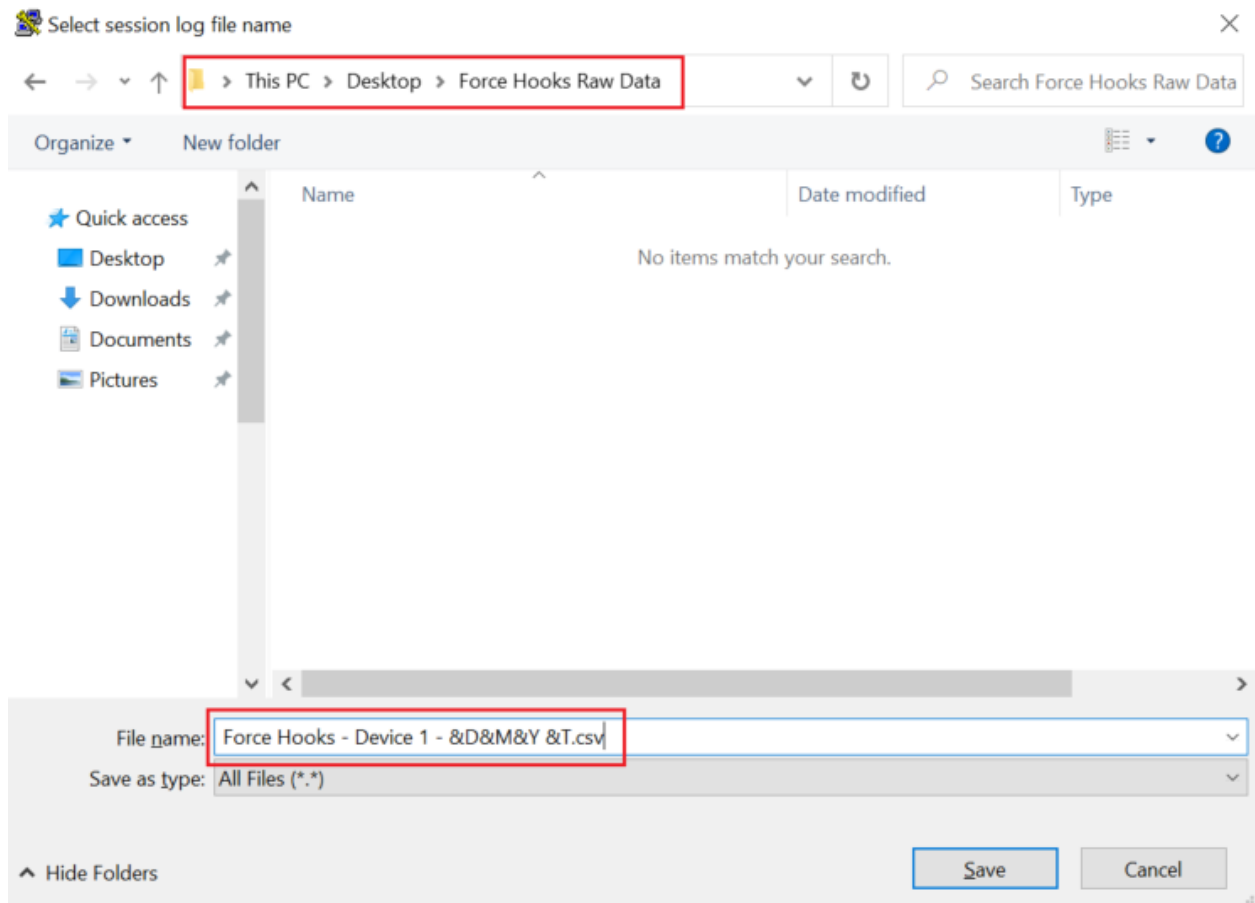 Select session log file name
This PC > Desktop > Force Hooks Raw Data
Search Force Hooks Raw Data
Organize
New folder
Name
Date modified
Type
Quick access
No items match your search.
Desktop
Downloads
Documents
Pictures
File name: Force Hooks - Device 1 - &D&M&Y &T.csv
Save as type: All Files (*.*)
Hide Folders
Save
Cancel